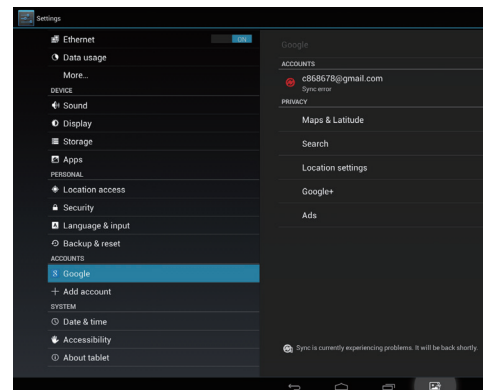 Settings
Ethernet ON
Data usage
More...
DEVICE
Sound
Display
Storage
Apps
PERSONAL
Location access
Security
Language & input
Backup & reset
ACCOUNTS
Google
Add account
SYSTEM
Date & time
Accessibility
About tablet
Google
ACCOUNTS
c868678@gmail.com
Sync error
PRIVACY
Maps & Latitude
Search
Location settings
Google+
Ads
Sync is currently experiencing problems. It will be back shortly.